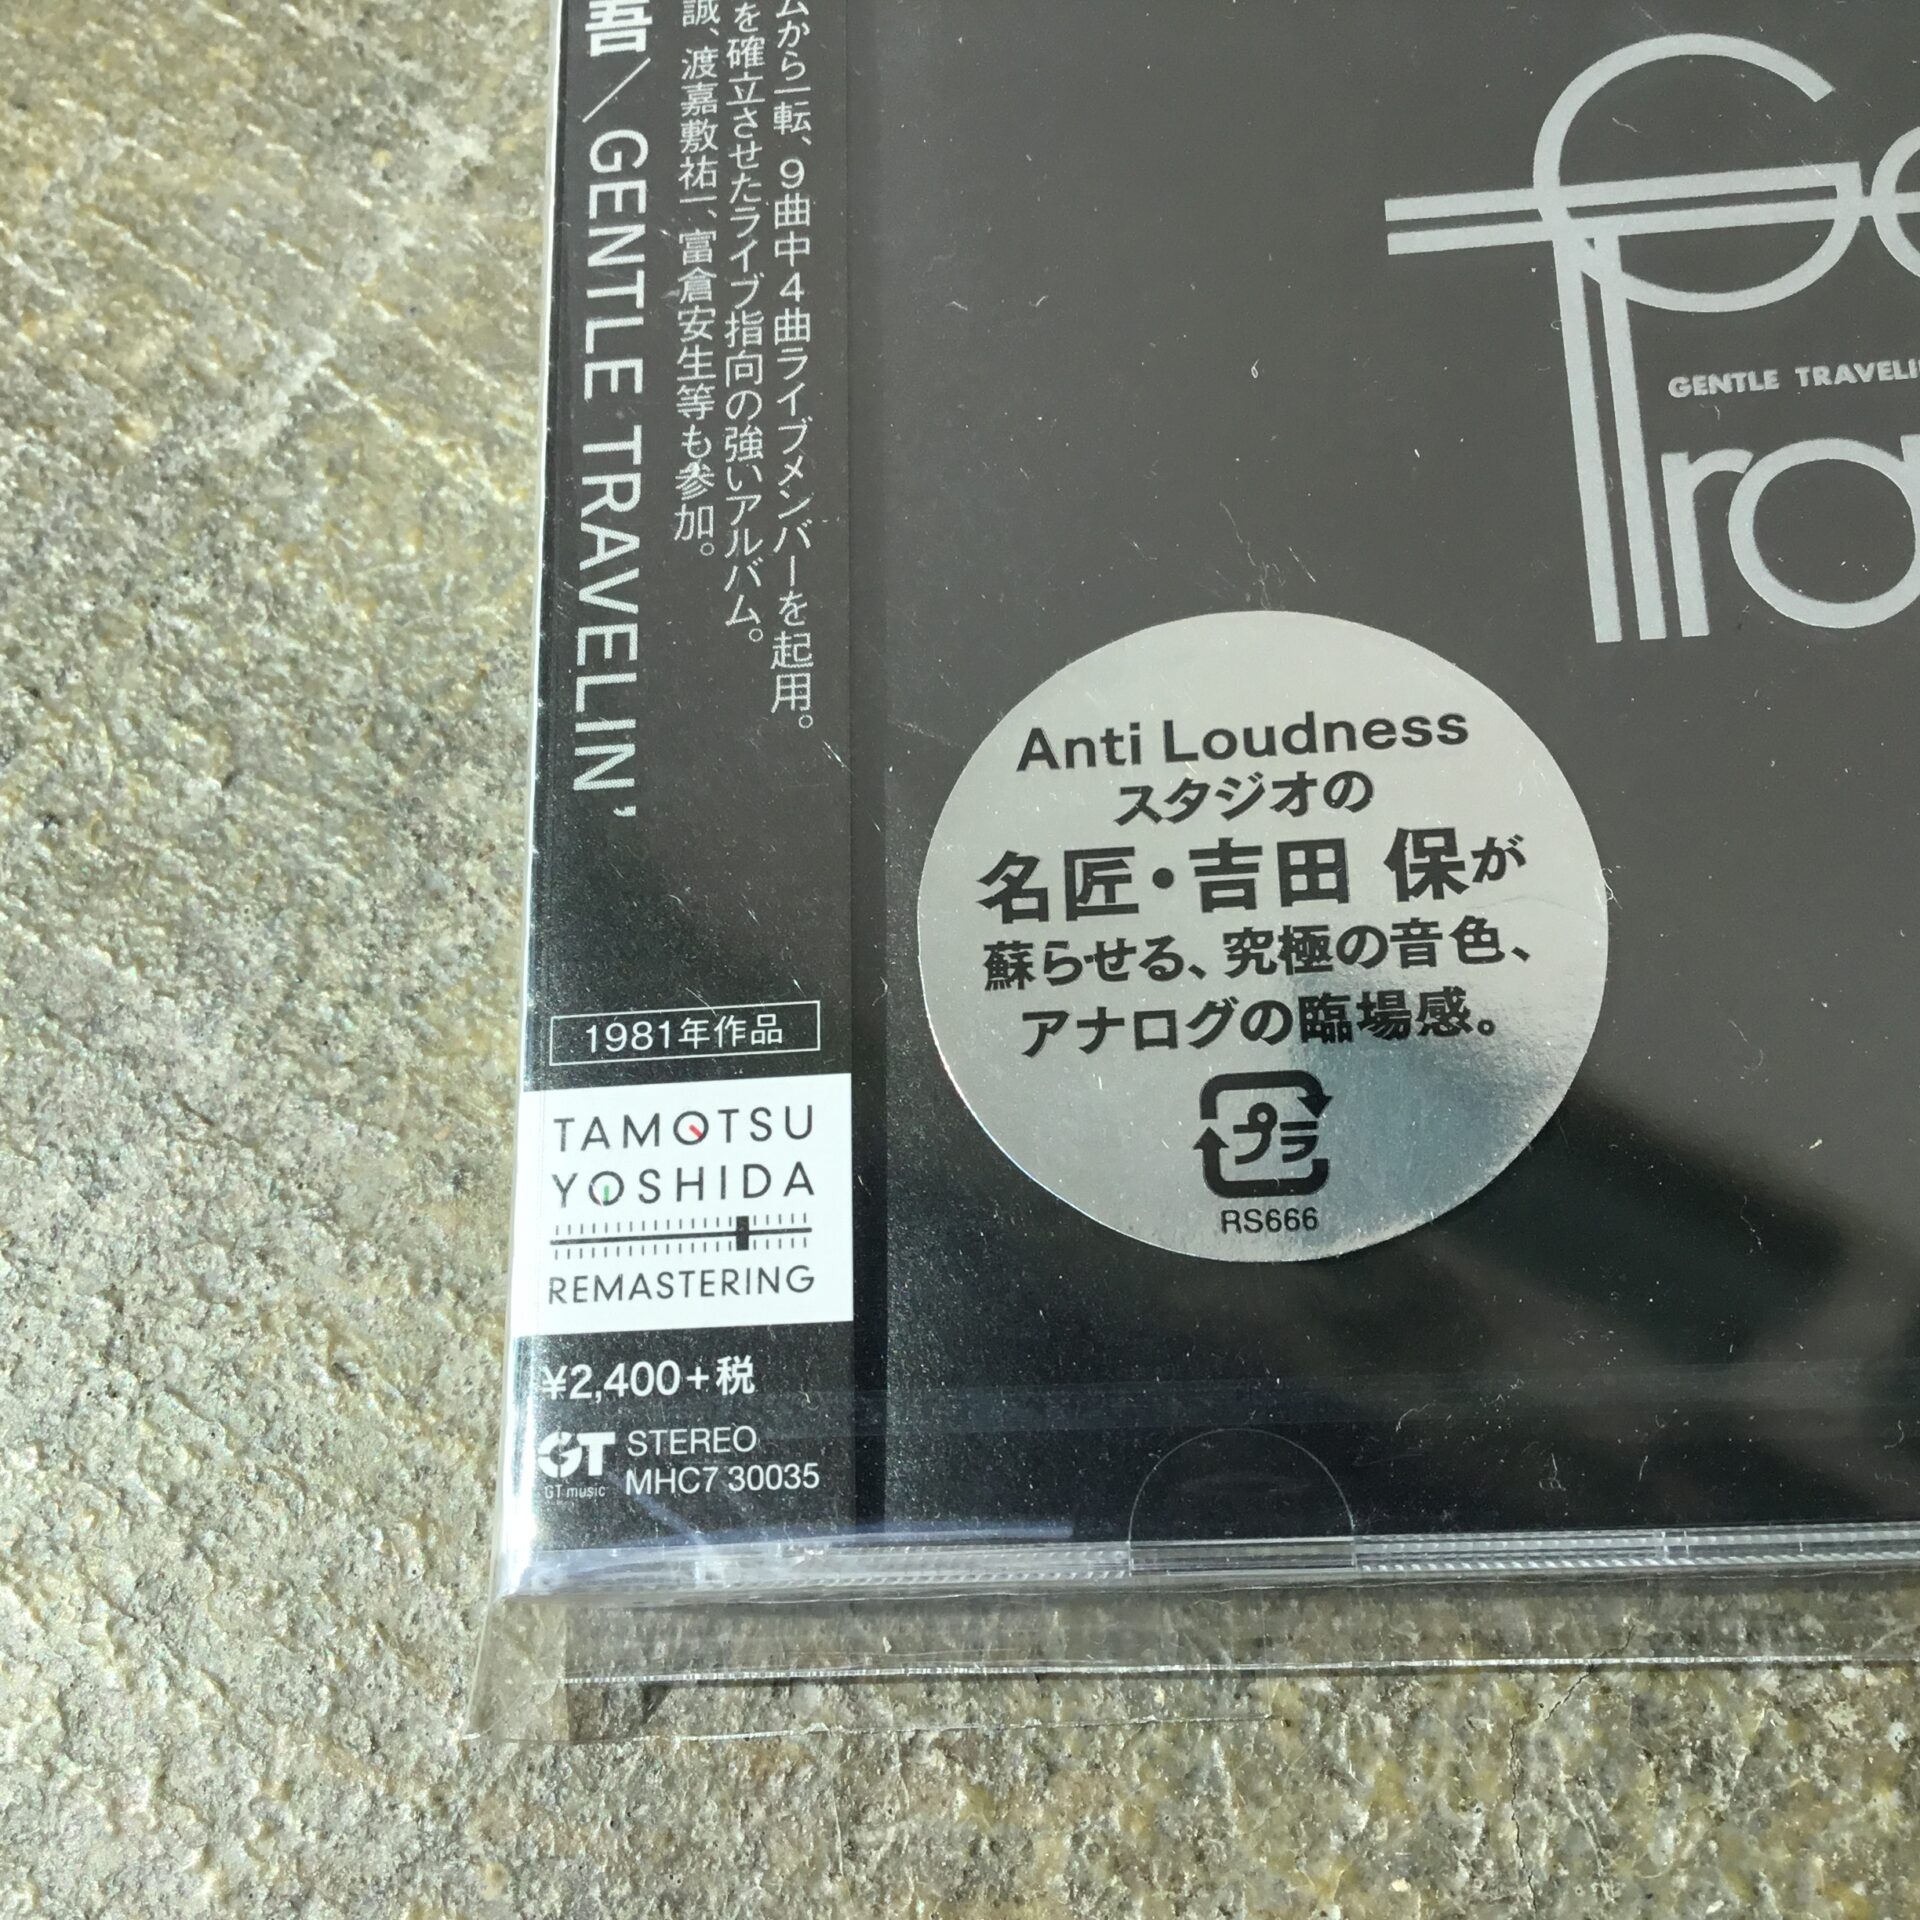 ムから一転、9曲中4曲ライブメンバーを起用。
を確立させたライブ指向の強いアルバム。
誠、渡嘉敷祐一、富倉安生等も参加。
／GENTLE TRAVELIN'
1981年作品
TAMOTSU
YOSHIDA
REMASTERING
¥2,400+税
GT STEREO
GT music MHC7 30035
GENTLE
Anti Loudness
スタジオの
名匠・吉田 保が
蘇らせる、究極の音色、
アナログの臨場感。
プラ
RS666